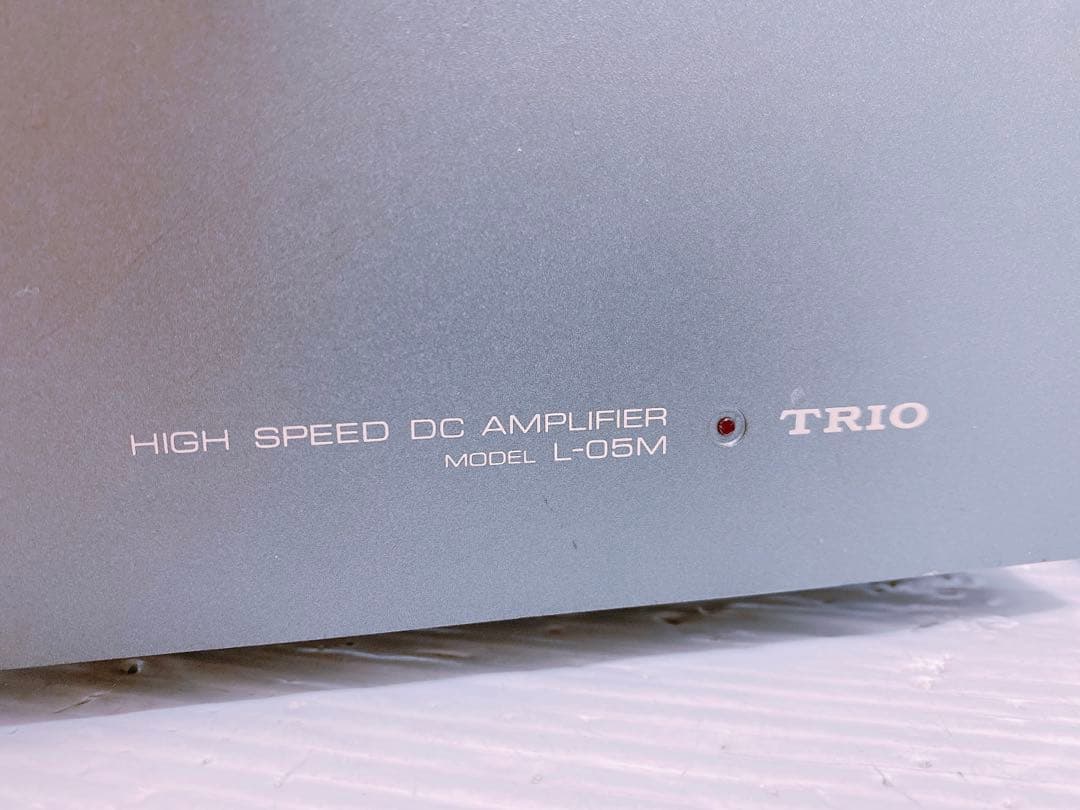 HIGH SPEED DC AMPLIFIER
MODEL L-05M
TRIO